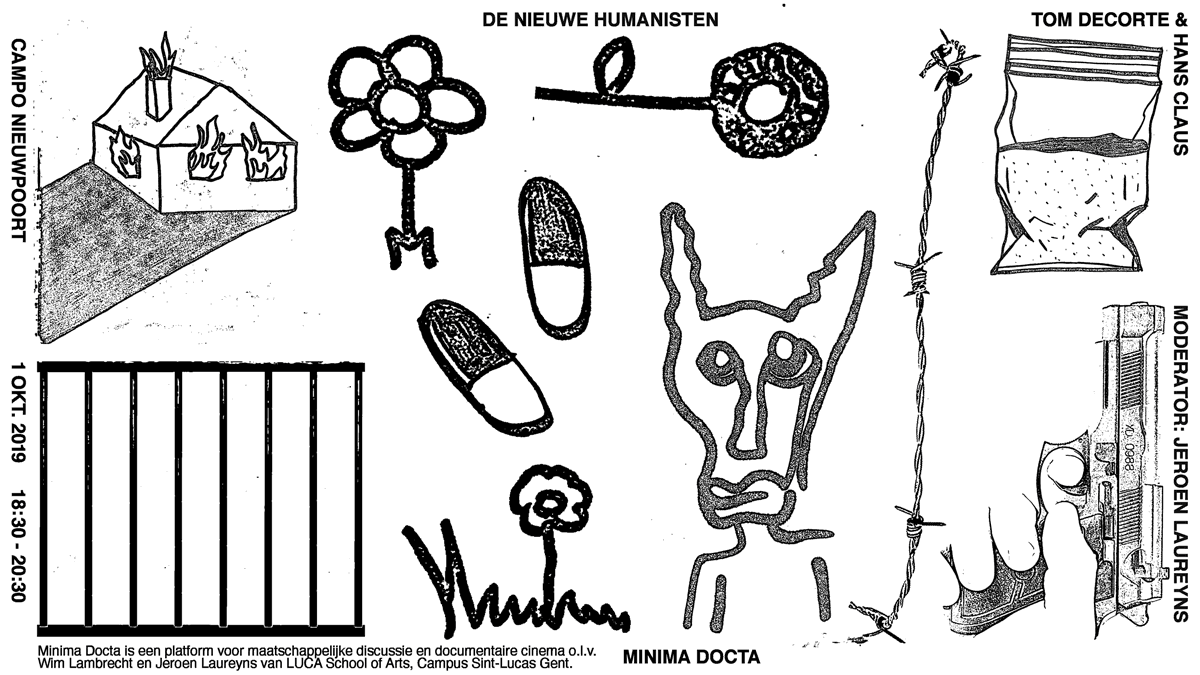 DE NIEUWE HUMANISTEN
TOM DECORTE &
HANS CLAUS
CAMPO NIEUWPOORT
1 OKT. 2019 18:30 - 20:30
MODERATOR: JEROEN LAUREYNS
XD 0988
Minima Docta is een platform voor maatschappelijke discussie en documentaire cinema o.l.v.
Wim Lambrecht en Jeroen Laureyns van LUCA School of Arts, Campus Sint-Lucas Gent.
MINIMA DOCTA